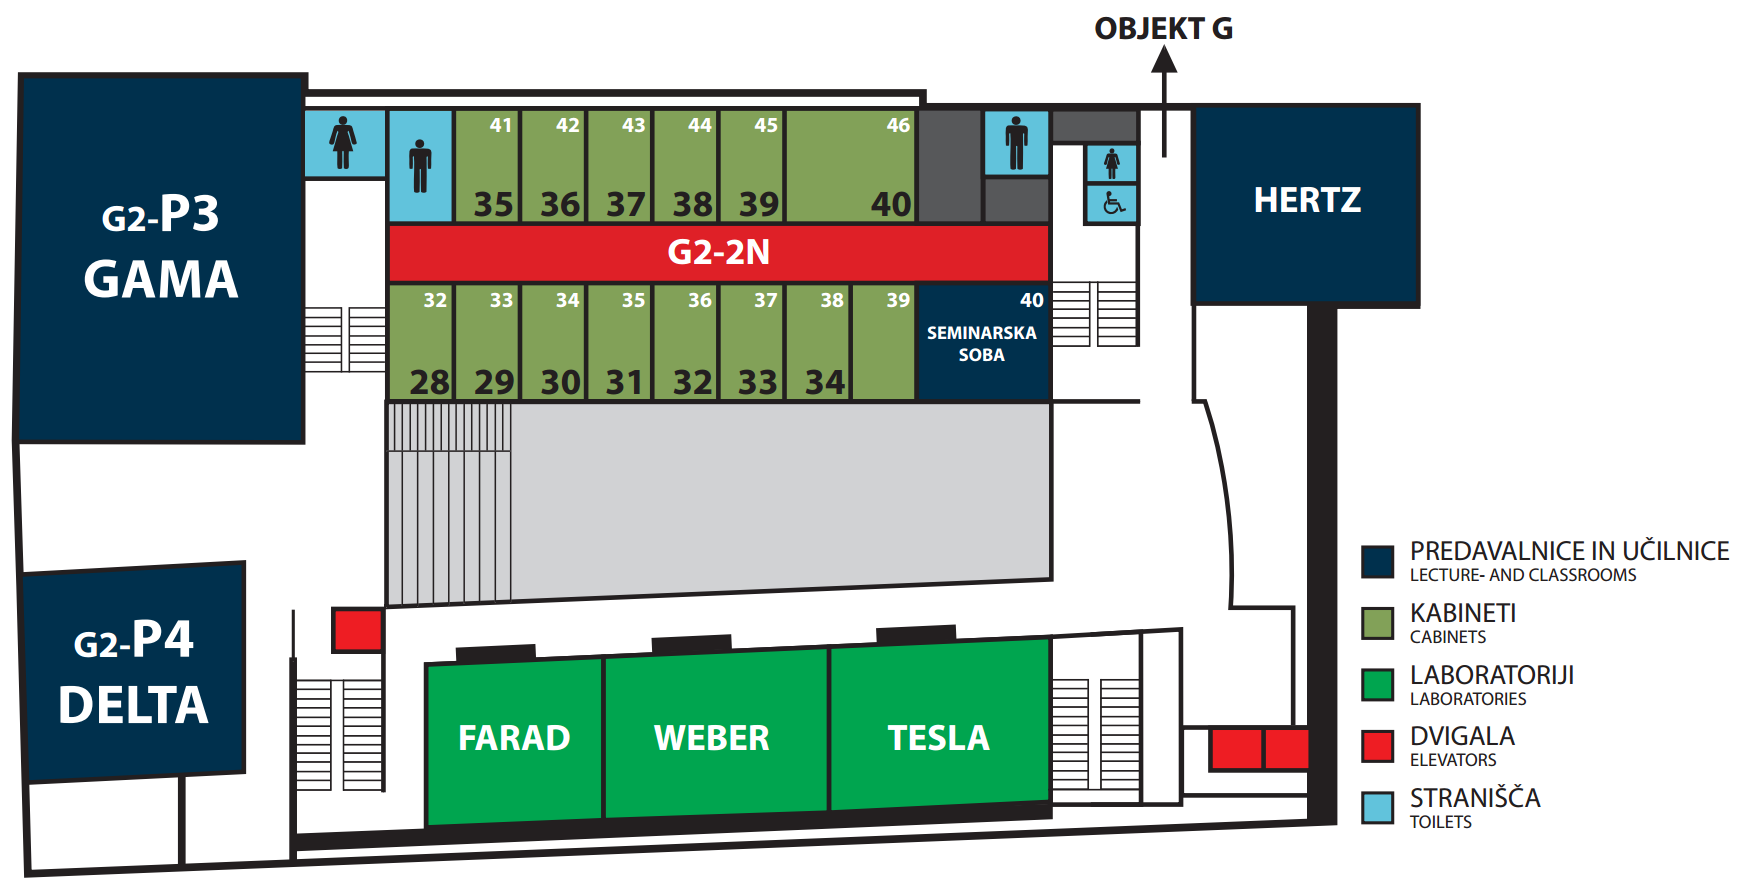 OBJEKT G
G2-P3
GAMA
41 42 43 44 45 46
35 36 37 38 39 40
HERTZ
G2-2N
32 33 34 35 36 37 38 39 40
SEMINARSKA
SOBA
28 29 30 31 32 33 34
G2-P4
DELTA
FARAD
WEBER
TESLA
PREDAVALNICE IN UČILNICE
LECTURE- AND CLASSROOMS
KABINETI
CABINETS
LABORATORIJI
LABORATORIES
DVIGALA
ELEVATORS
STRANIŠČA
TOILETS